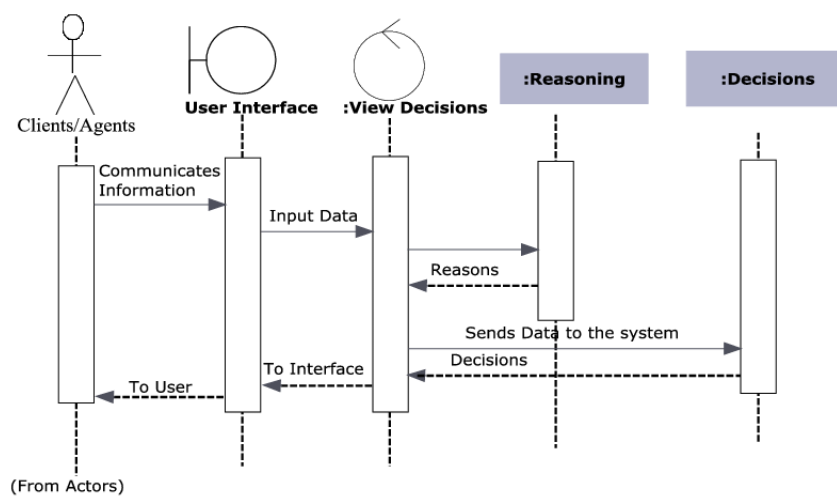 :Reasoning
:Decisions
User Interface
:View Decisions
Clients/Agents
Communicates
Information
Input Data
Reasons
Sends Data to the system
Decisions
To Interface
To User
(From Actors)